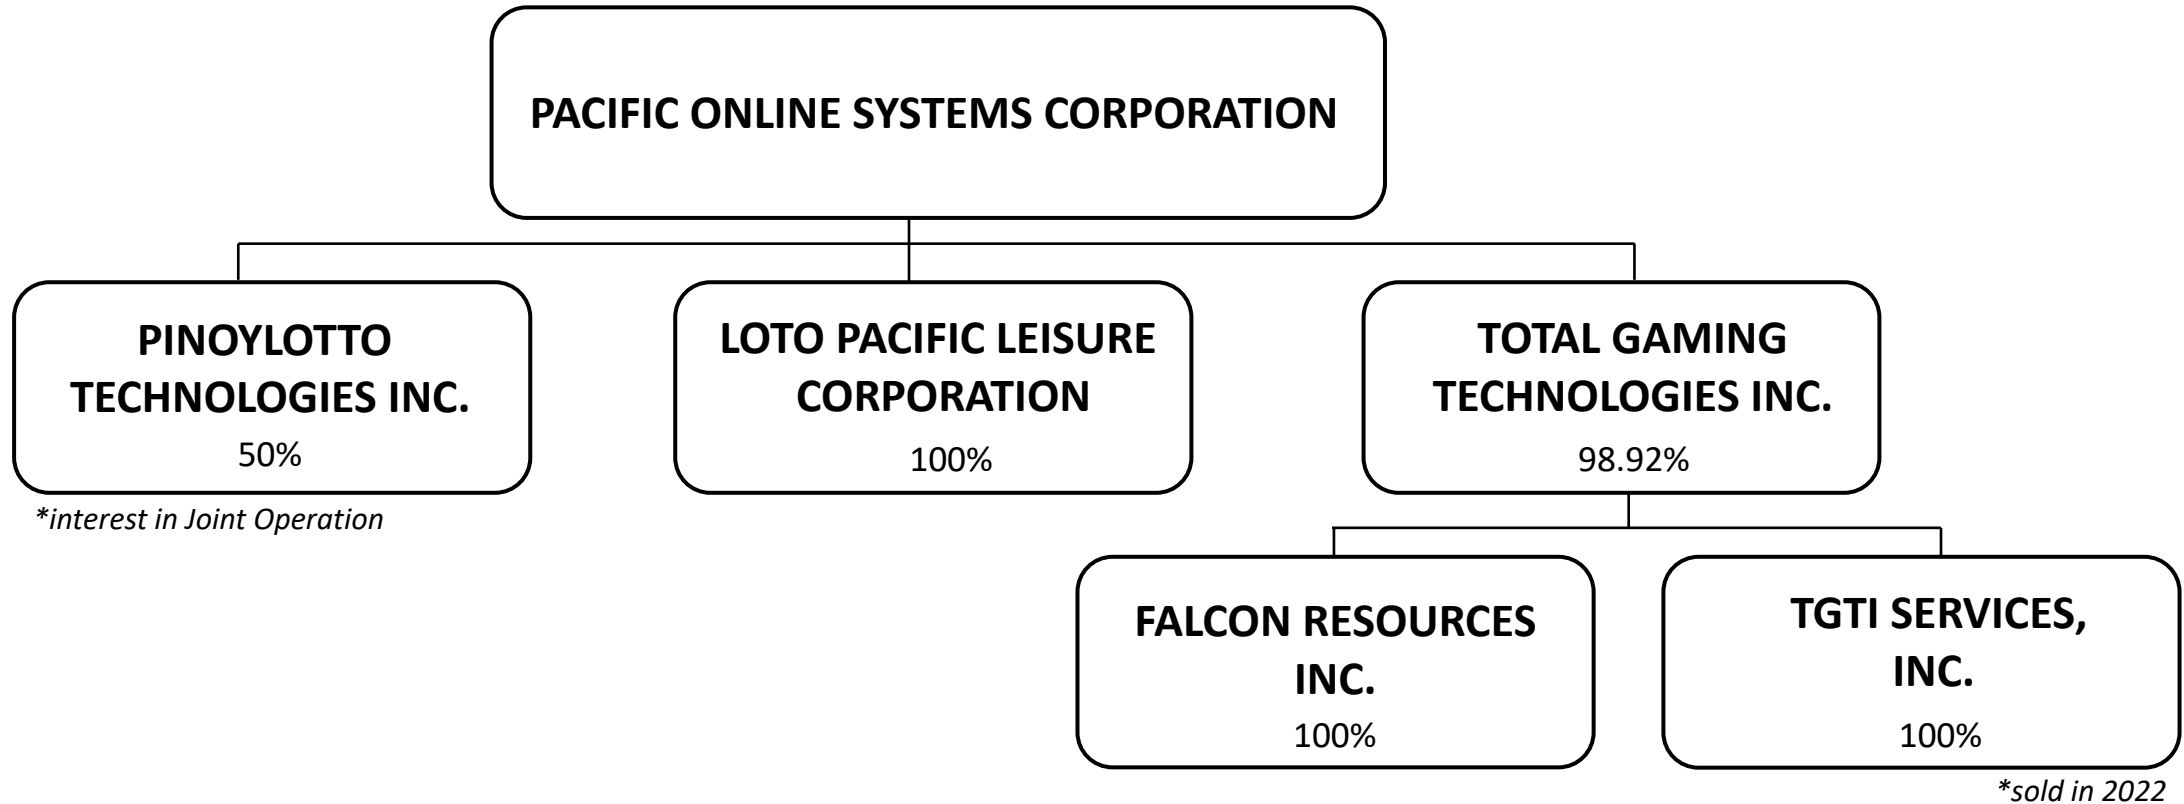 PACIFIC ONLINE SYSTEMS CORPORATION
PINOYLOTTO
TECHNOLOGIES INC.
50%
*interest in Joint Operation
LOTO PACIFIC LEISURE
CORPORATION
100%
TOTAL GAMING
TECHNOLOGIES INC.
98.92%
FALCON RESOURCES
INC.
100%
TGTI SERVICES,
INC.
100%
*sold in 2022